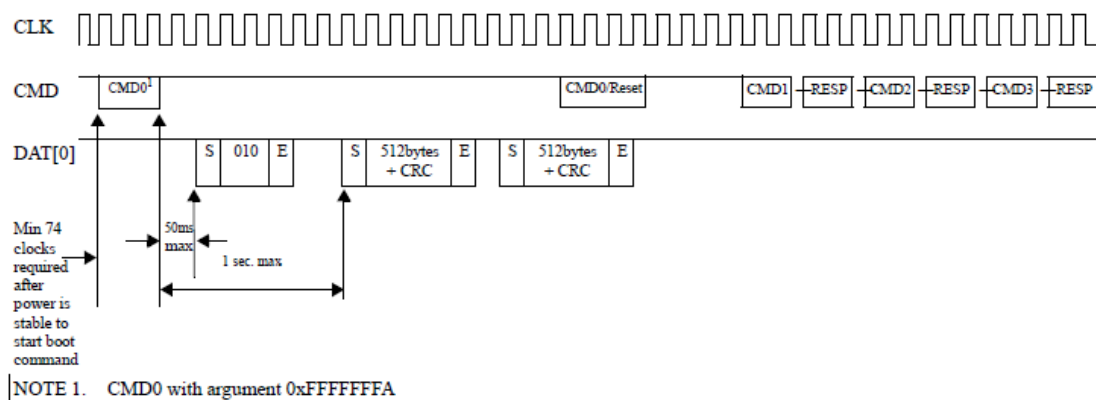 CLK
CMD CMD0¹ CMD0/Reset CMD1 RESP CMD2 RESP CMD3 RESP
DAT[0] S 010 E S 512bytes E S 512bytes E
+ CRC + CRC
Min 74
clocks
required
after
power is
stable to
start boot
command
50ms
max
1 sec. max
NOTE 1. CMD0 with argument 0xFFFFFFFA